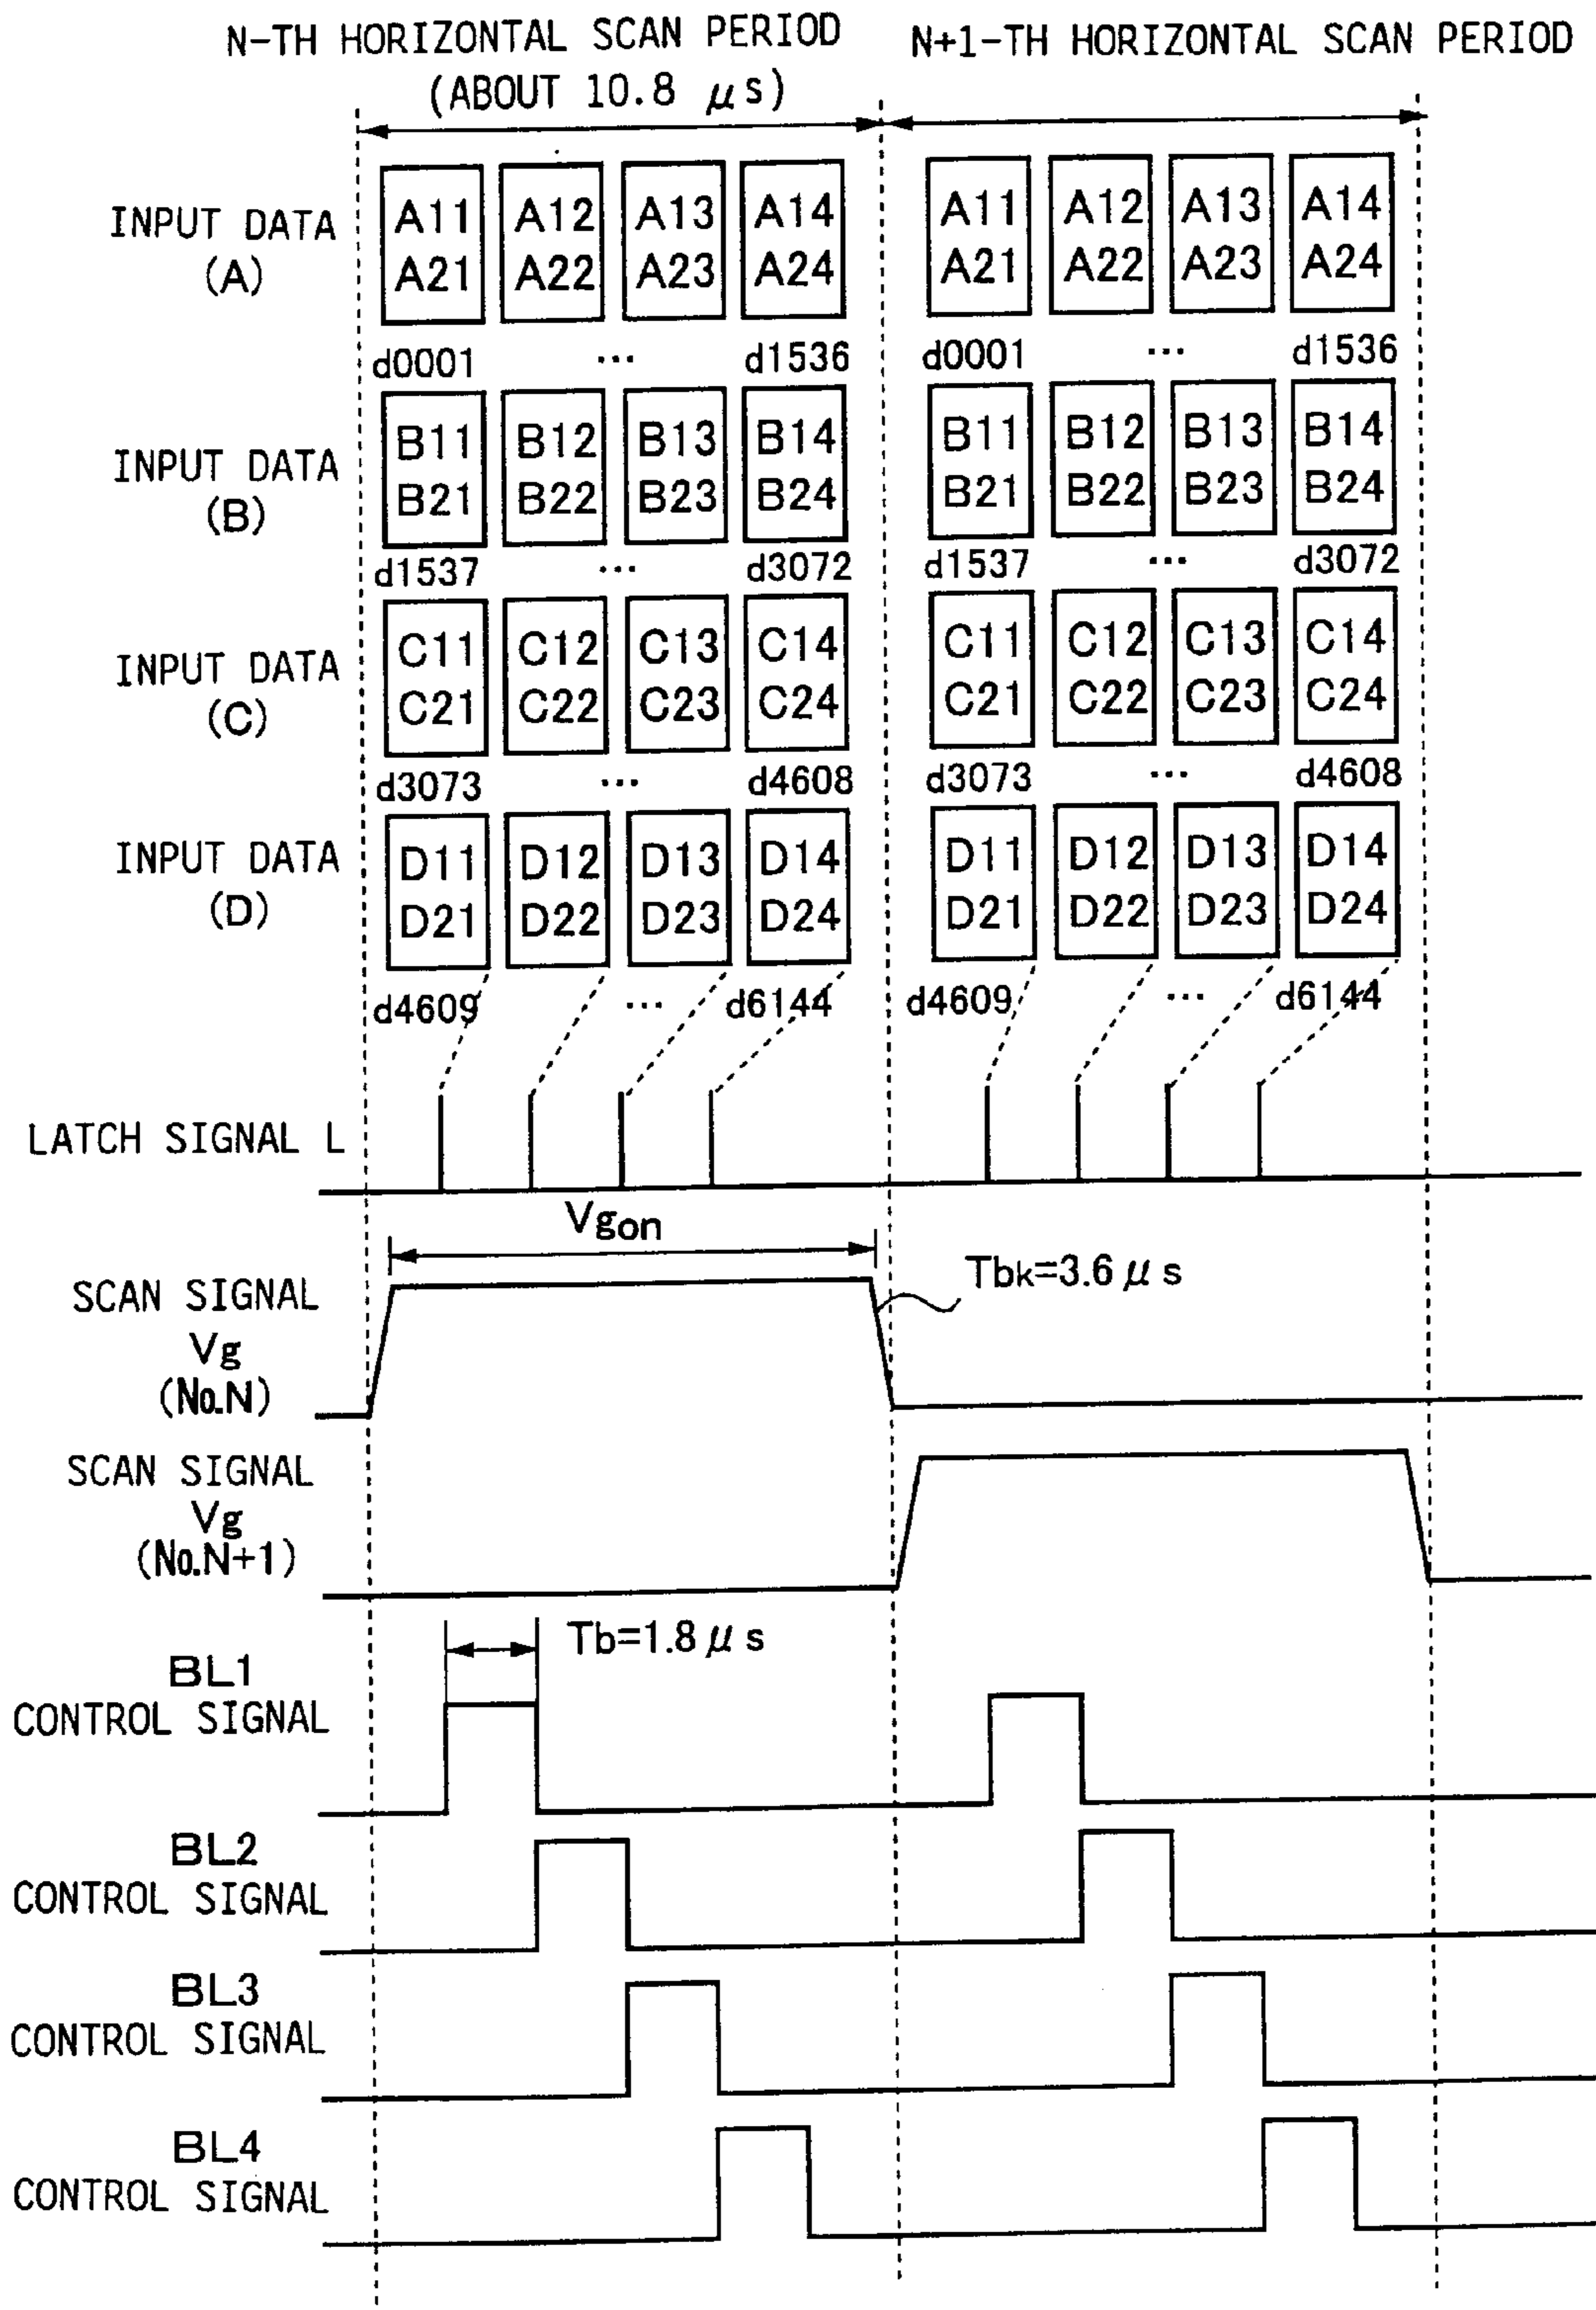 N-TH HORIZONTAL SCAN PERIOD
(ABOUT 10.8 μs)
N+1-TH HORIZONTAL SCAN PERIOD
INPUT DATA
(A)
A11 A12 A13 A14 A11 A12 A13 A14
A21 A22 A23 A24 A21 A22 A23 A24
d0001 ... d1536 d0001 ... d1536
INPUT DATA
(B)
B11 B12 B13 B14 B11 B12 B13 B14
B21 B22 B23 B24 B21 B22 B23 B24
d1537 ... d3072 d1537 ... d3072
INPUT DATA
(C)
C11 C12 C13 C14 C11 C12 C13 C14
C21 C22 C23 C24 C21 C22 C23 C24
d3073 ... d4608 d3073 ... d4608
INPUT DATA
(D)
D11 D12 D13 D14 D11 D12 D13 D14
D21 D22 D23 D24 D21 D22 D23 D24
d4609 ... d6144 d4609 ... d6144
LATCH SIGNAL L
Vgon
Tbk=3.6μs
SCAN SIGNAL
Vg
(No.N)
SCAN SIGNAL
Vg
(No.N+1)
Tb=1.8μs
BL1
CONTROL SIGNAL
BL2
CONTROL SIGNAL
BL3
CONTROL SIGNAL
BL4
CONTROL SIGNAL